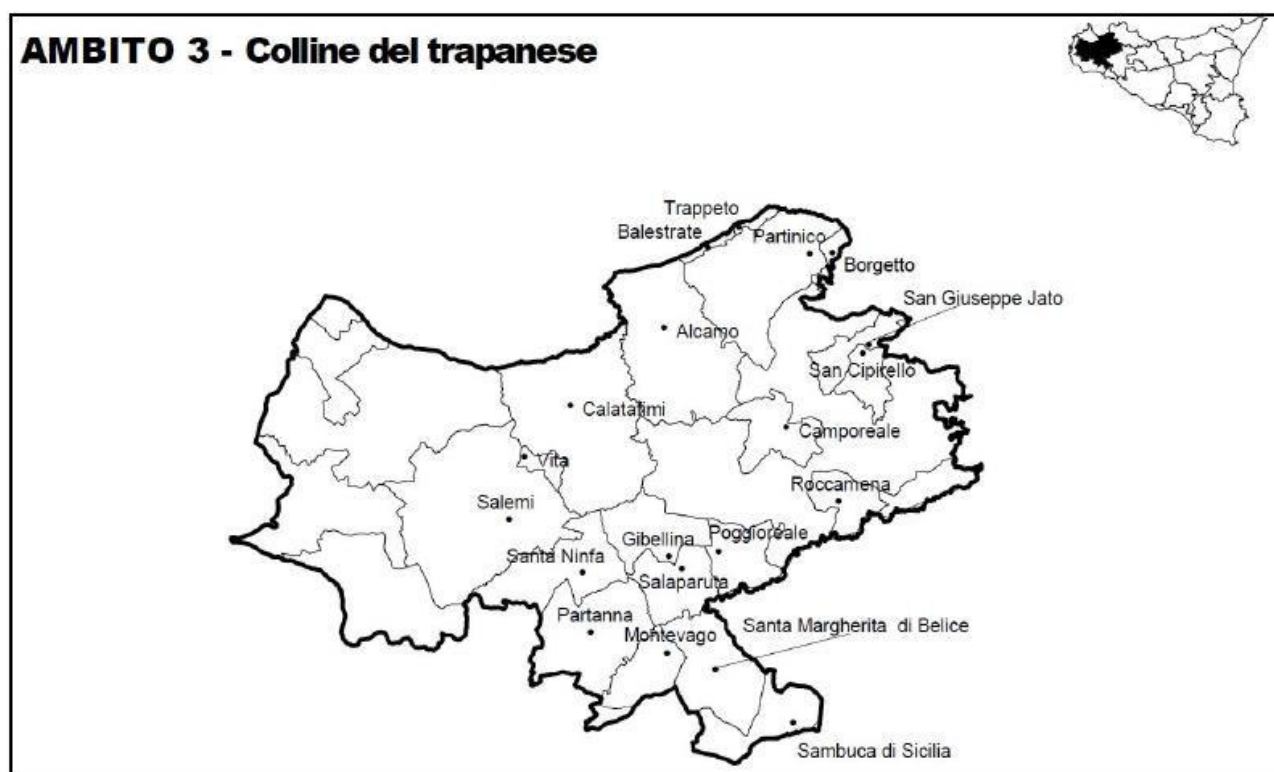 AMBITO 3 - Colline del trapanese
Trappeto
Balestrate
Partinico
Borgetto
San Giuseppe Jato
Alcamo
San Cipirello
Calatafimi
Camporeale
Vita
Roccamena
Salemi
Gibellina
Poggioreale
Santa Ninfa
Salaparuta
Partanna
Montevago
Santa Margherita di Belice
Sambuca di Sicilia